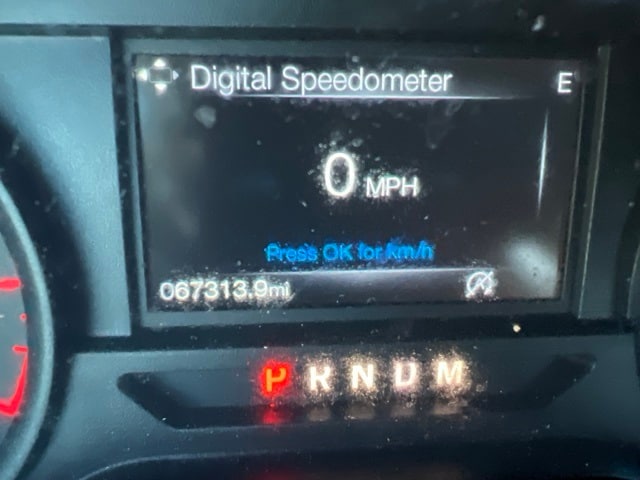 Digital Speedometer E
0 MPH
Press OK for km/h
067313.9mi
P R N D M